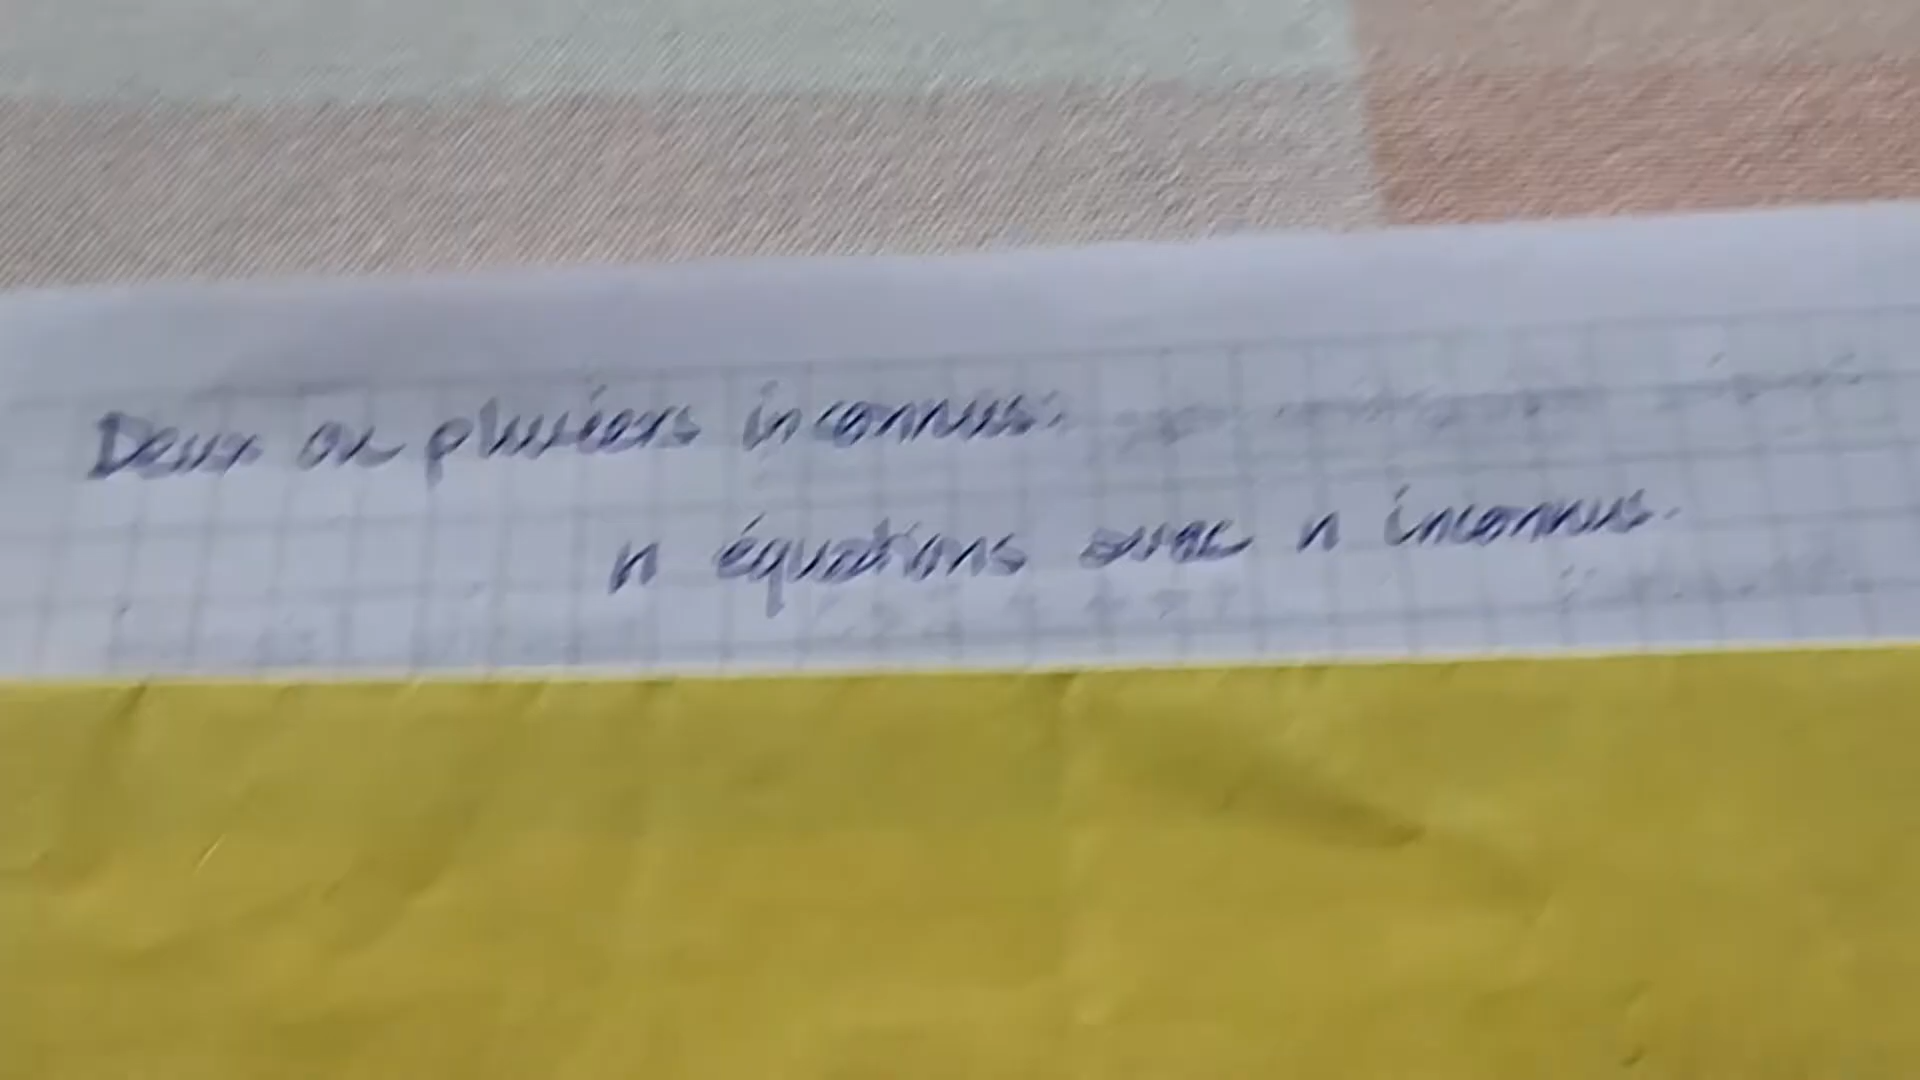 Deux ou plusieurs inconnus:
n équations avec n inconnus.